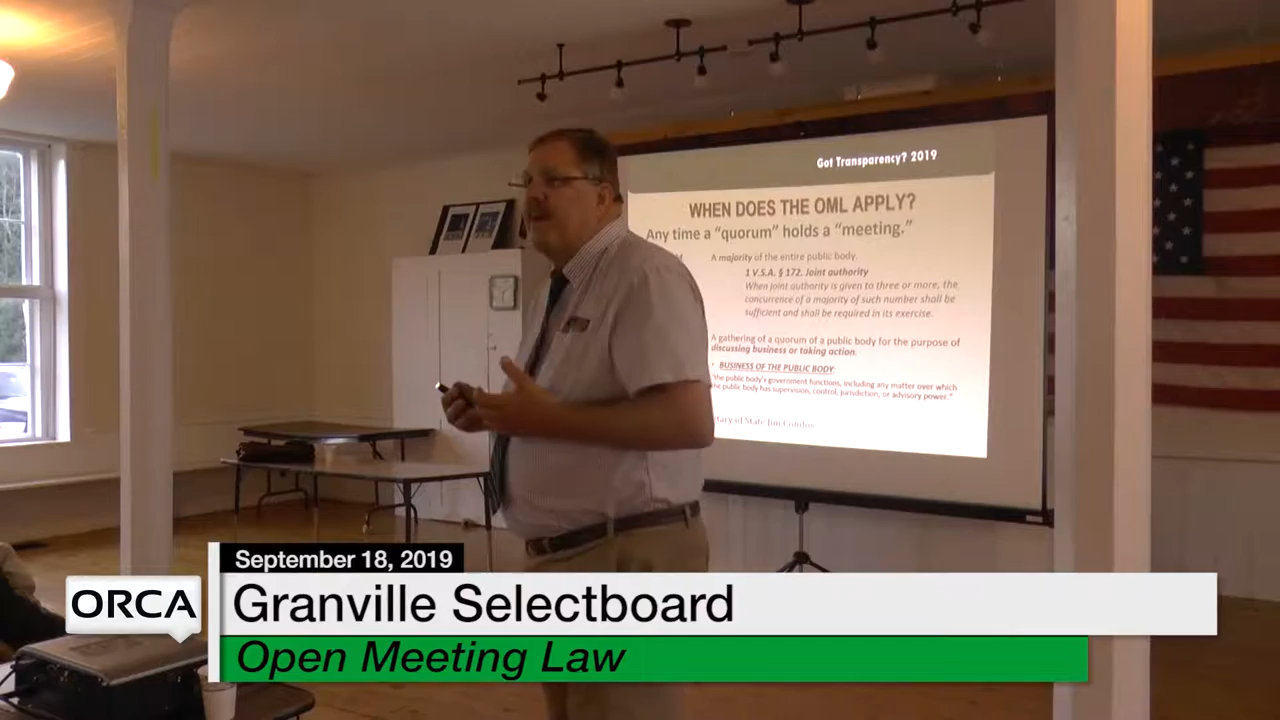 Got Transparency? 2019
WHEN DOES THE OML APPLY?
Any time a “quorum” holds a “meeting.”
A majority of the entire public body.
1 V.S.A. § 172. Joint authority
When joint authority is given to three or more, the
concurrence of a majority of such number shall be
sufficient and shall be required in its exercise.
A gathering of a quorum of a public body for the purpose of
discussing business or taking action.
• BUSINESS OF THE PUBLIC BODY:
the public body's government functions, including any matter over which
the public body has supervision, control, jurisdiction, or advisory power.”
of State Jim Condos
September 18, 2019
ORCA
Granville Selectboard
Open Meeting Law